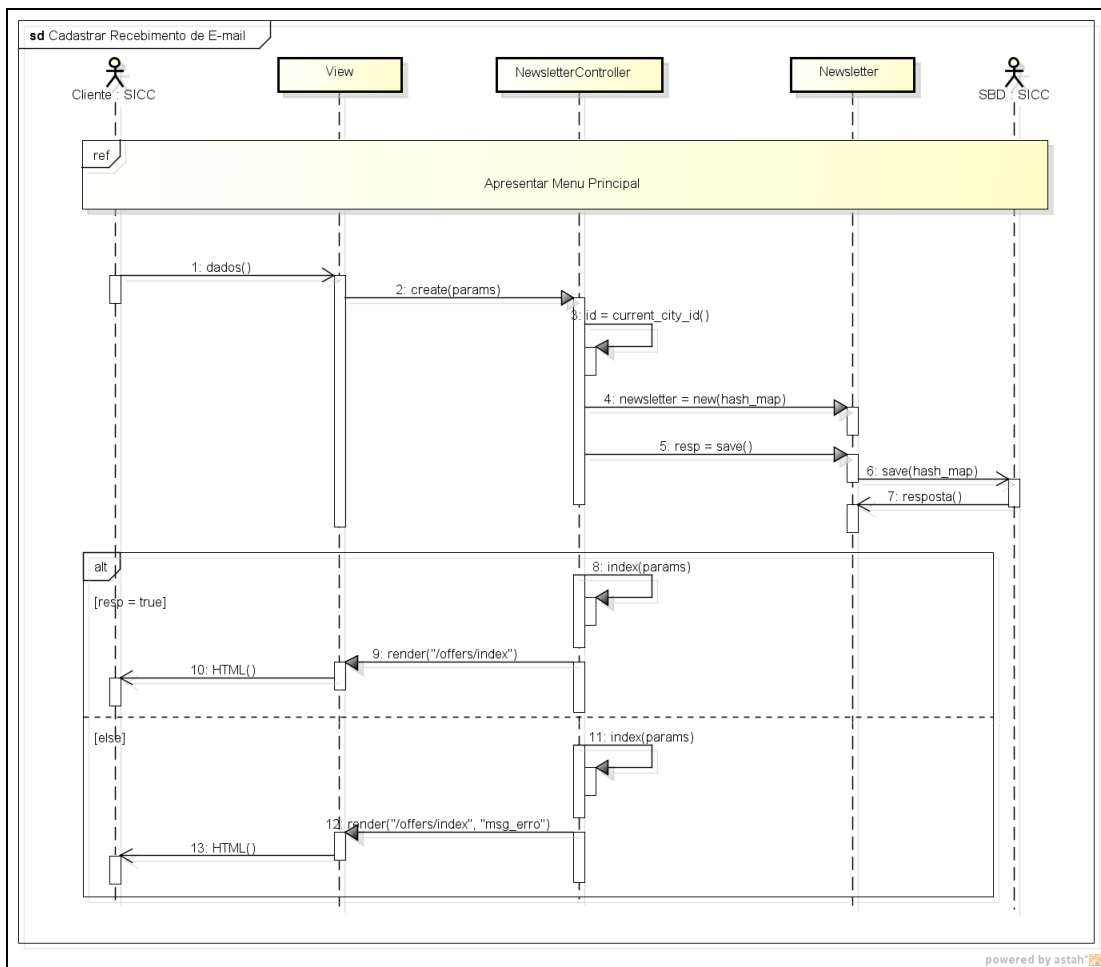 sd Cadastrar Recebimento de E-mail
Cliente : SICC
View
NewsletterController
Newsletter
SBD : SICC
ref
Apresentar Menu Principal
1: dados()
2: create(params)
3: id = current_city_id()
4: newsletter = new(hash_map)
5: resp = save()
6: save(hash_map)
7: resposta()
alt
8: index(params)
[resp = true]
9: render("/offers/index")
10: HTML()
[else]
11: index(params)
12: render("/offers/index", "msg_erro")
13: HTML()
powered by astah*